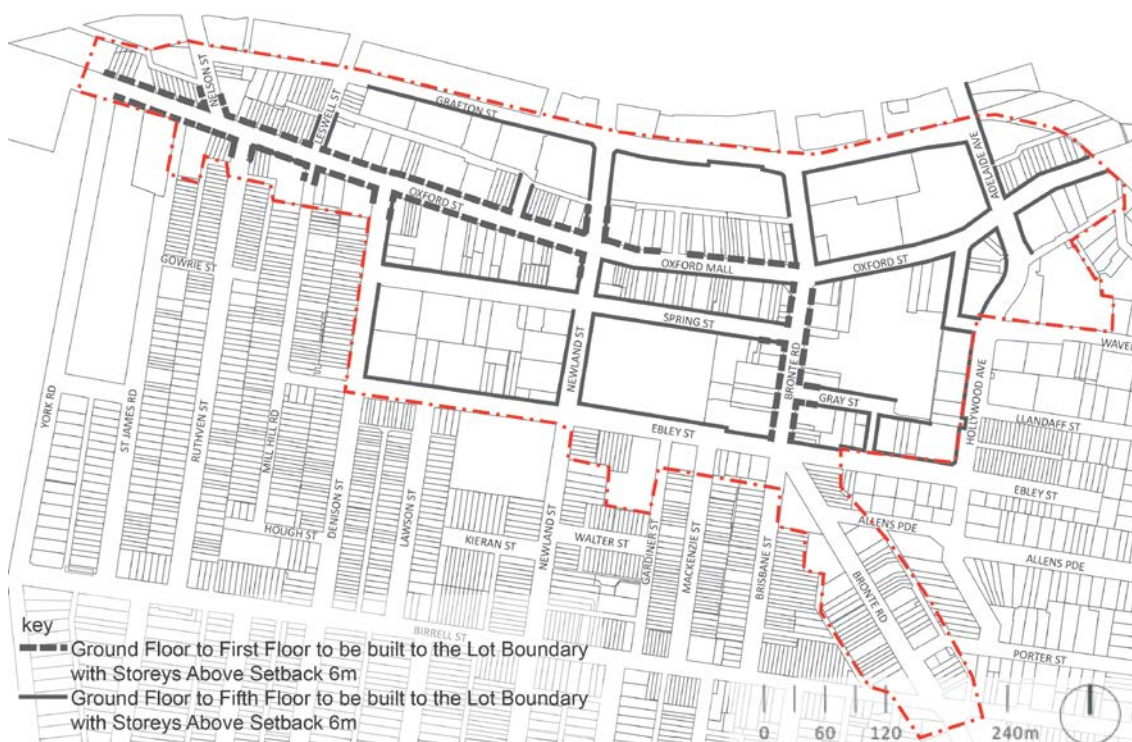 NELSON ST
LESWELL ST
GRAFTON ST
ADELAIDE AVE
OXFORD ST
OXFORD MALL
OXFORD ST
GOWRIE ST
SPRING ST
NEWLAND ST
BRONTE RD
WAVER
HOLLYWOOD AVE
GRAY ST
YORK RD
ST JAMES RD
RUTHVEN ST
MILL HILL RD
LLANDAFF ST
EBLEY ST
DENISON ST
LAWSON ST
EBLEY ST
HOUGH ST
KIERAN ST
NEWLAND ST
WALTER ST
GARDINER ST
MACKENZIE ST
BRISBANE ST
ALLENS PDE
ALLENS PDE
BRONTE RD
BIRRELL ST
PORTER ST
key
Ground Floor to First Floor to be built to the Lot Boundary
with Storeys Above Setback 6m
Ground Floor to Fifth Floor to be built to the Lot Boundary
with Storeys Above Setback 6m
0 60 120 240m